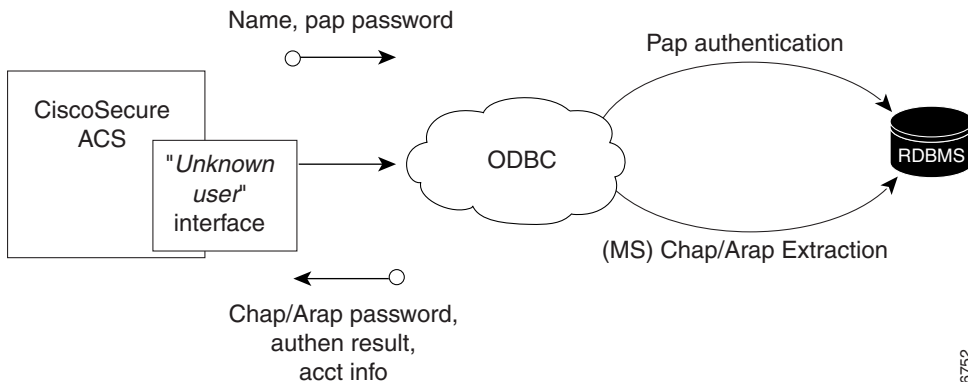 Name, pap password
Pap authentication
CiscoSecure
ACS
"Unknown
user"
interface
ODBC
RDBMS
(MS) Chap/Arap Extraction
Chap/Arap password,
authen result,
acct info
6752